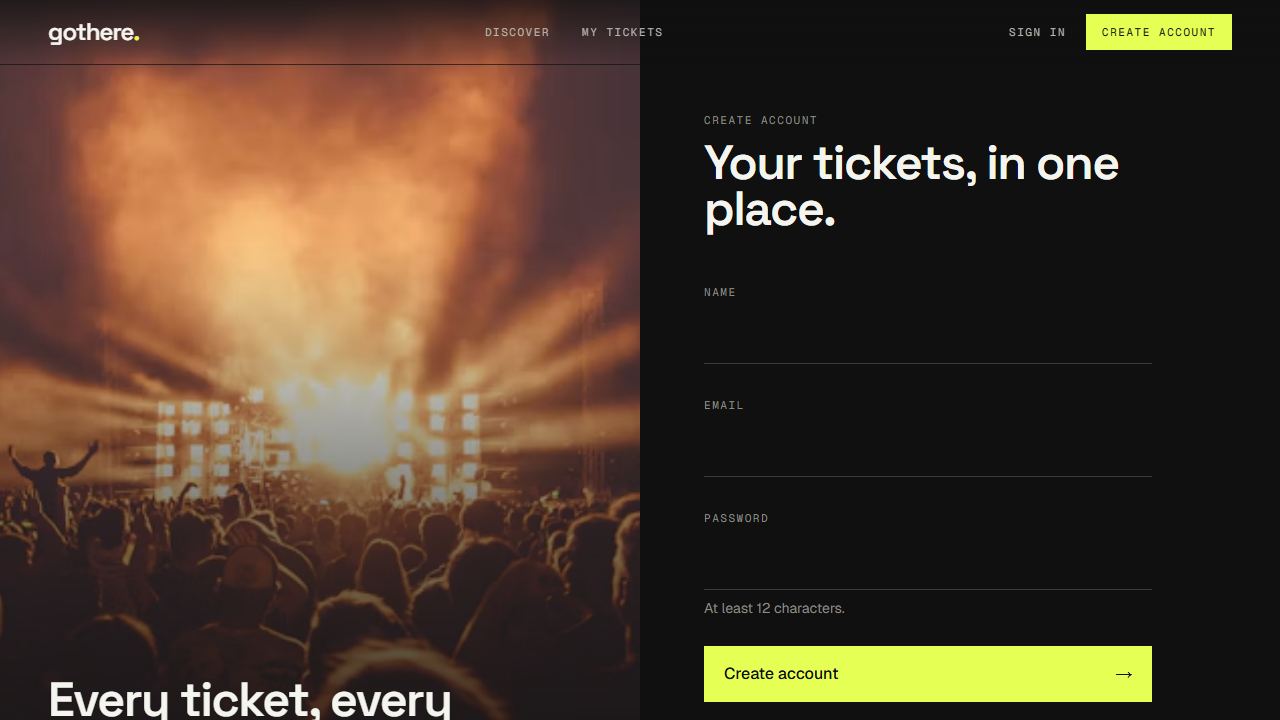 gothere.
DISCOVER
MY TICKETS
SIGN IN
CREATE ACCOUNT
CREATE ACCOUNT
Your tickets, in one
place.
NAME
EMAIL
PASSWORD
At least 12 characters.
Create account →
Every ticket, every